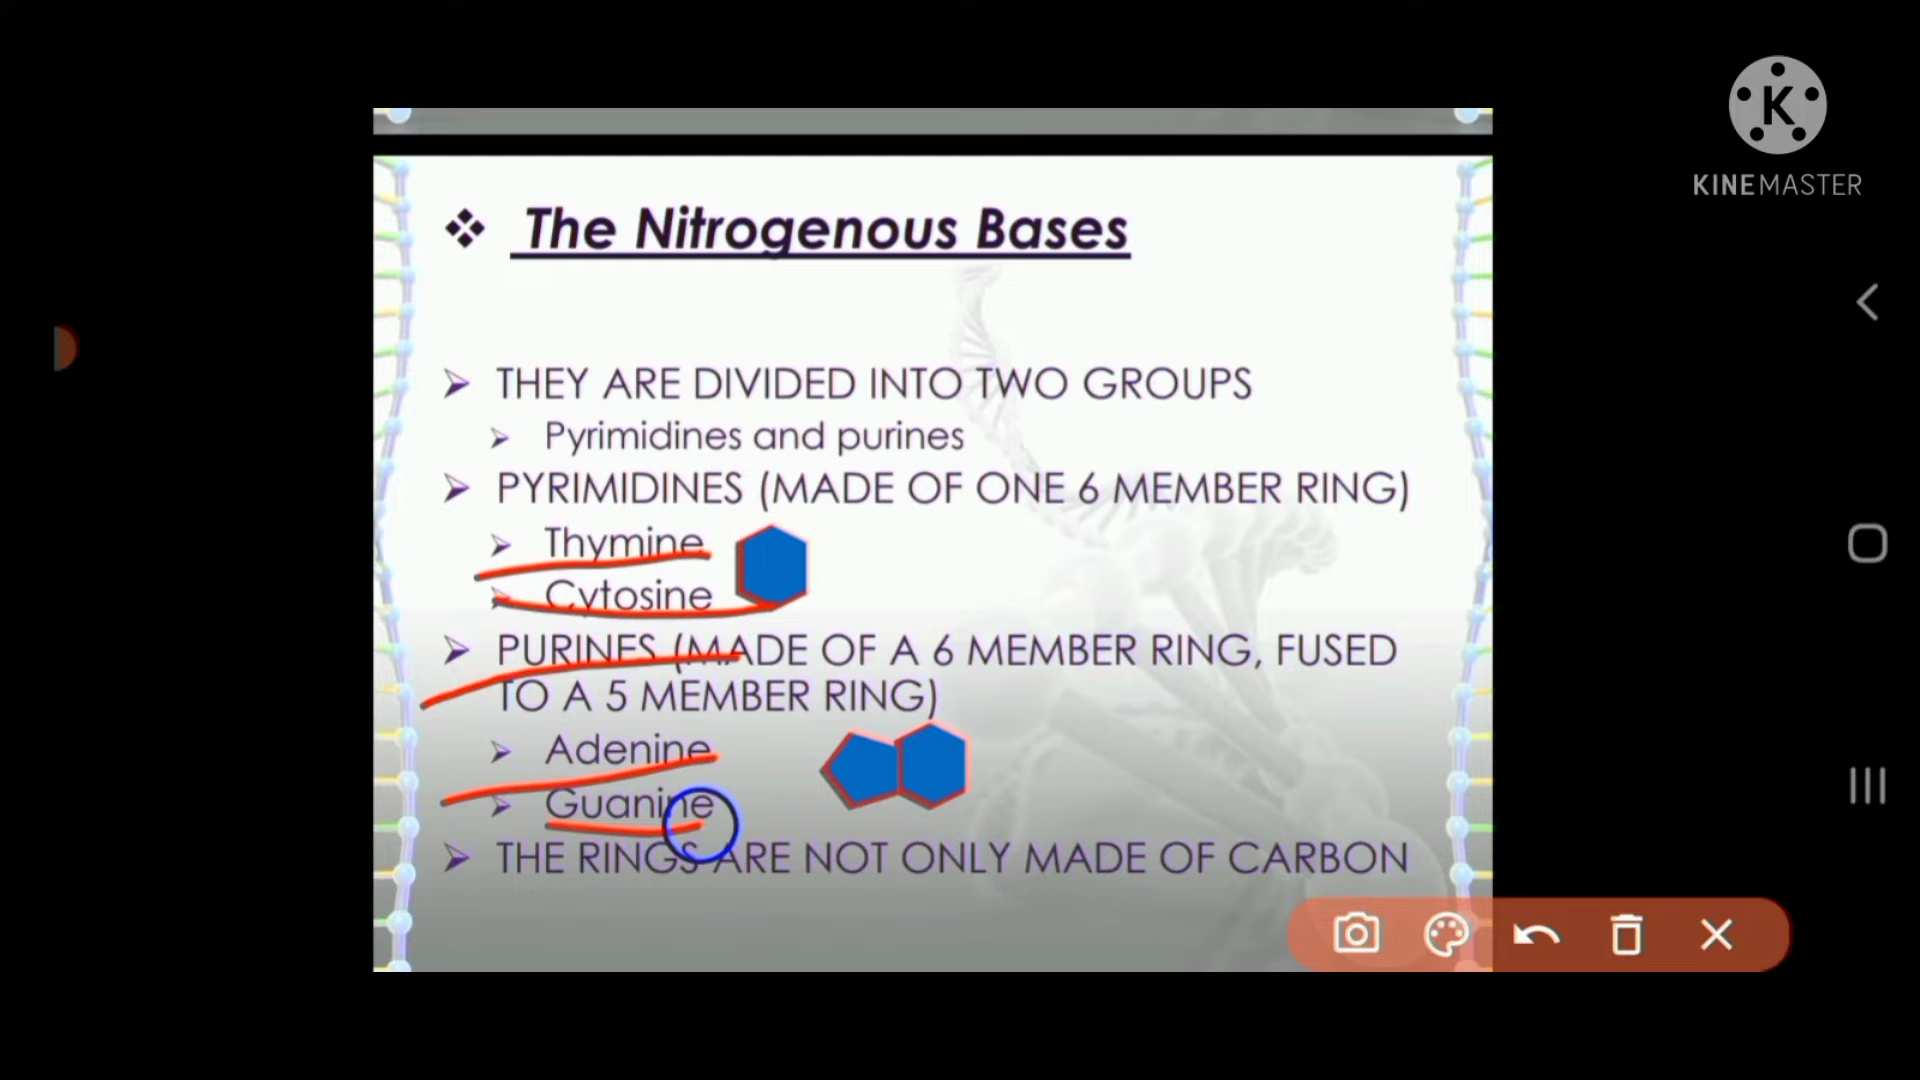 K
KINEMASTER
The Nitrogenous Bases
THEY ARE DIVIDED INTO TWO GROUPS
Pyrimidines and purines
PYRIMIDINES (MADE OF ONE 6 MEMBER RING)
Thymine
Cytosine
PURINES (MADE OF A 6 MEMBER RING, FUSED
TO A 5 MEMBER RING)
Adenine
Guanine
THE RINGS ARE NOT ONLY MADE OF CARBON